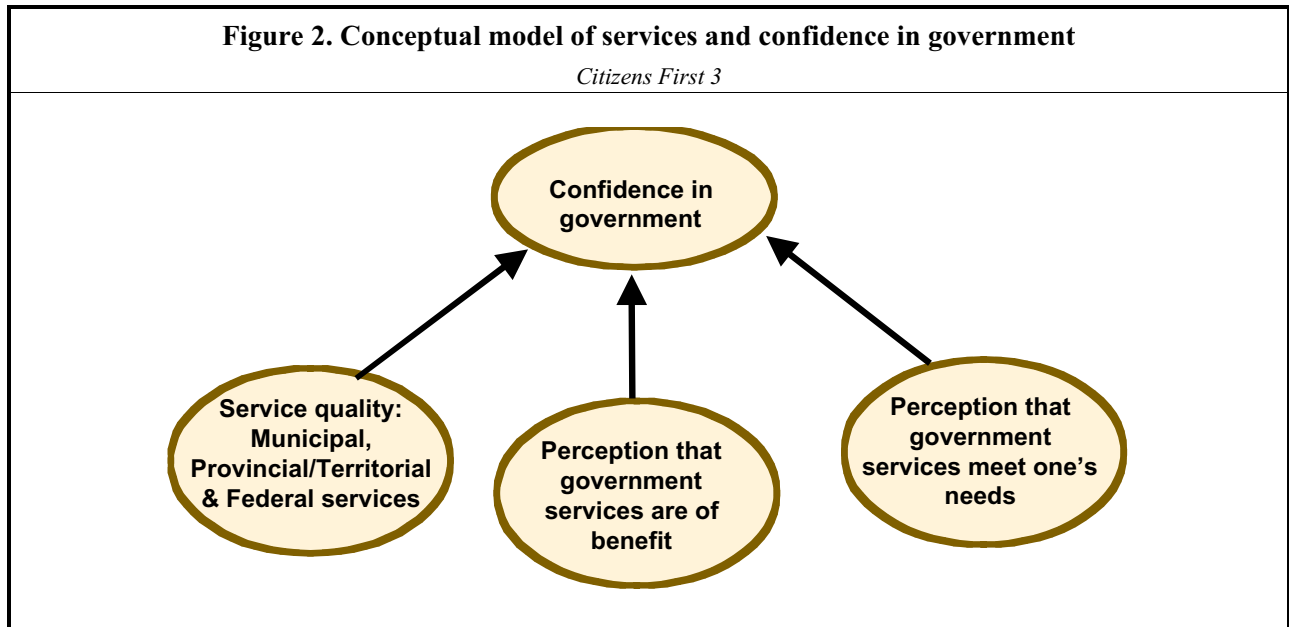 Figure 2. Conceptual model of services and confidence in government
Citizens First 3
Confidence in
government
Service quality:
Municipal,
Provincial/Territorial
& Federal services
Perception that
government
services are of
benefit
Perception that
government
services meet one’s
needs